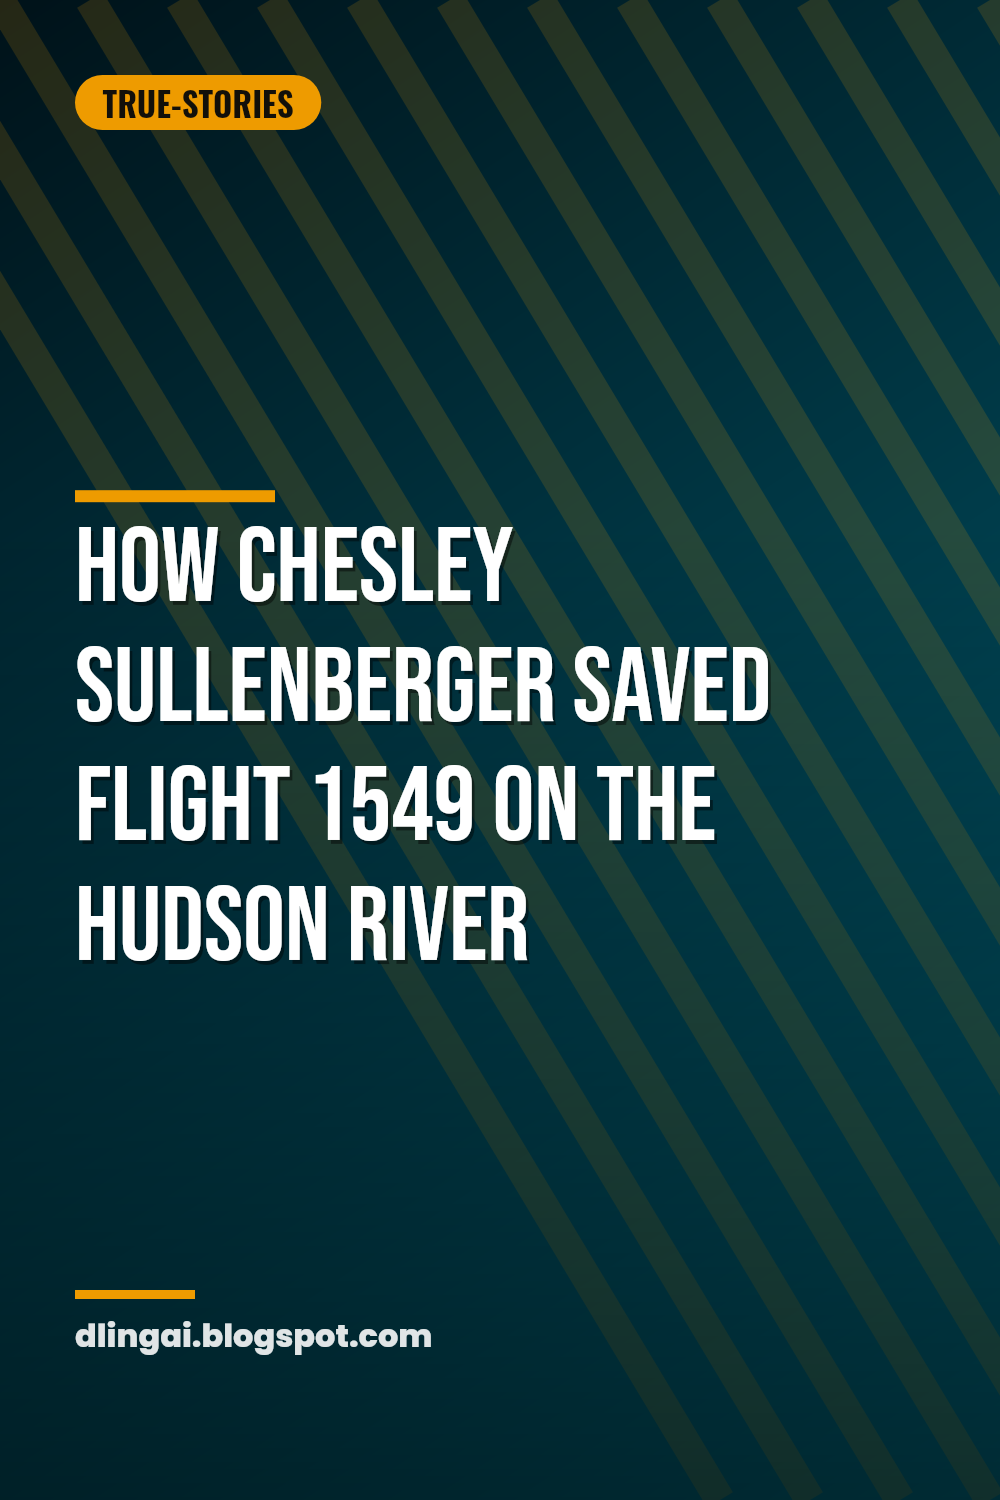 TRUE-STORIES
HOW CHESLEY
SULLENBERGER SAVED
FLIGHT 1549 ON THE
HUDSON RIVER
dlingai.blogspot.com